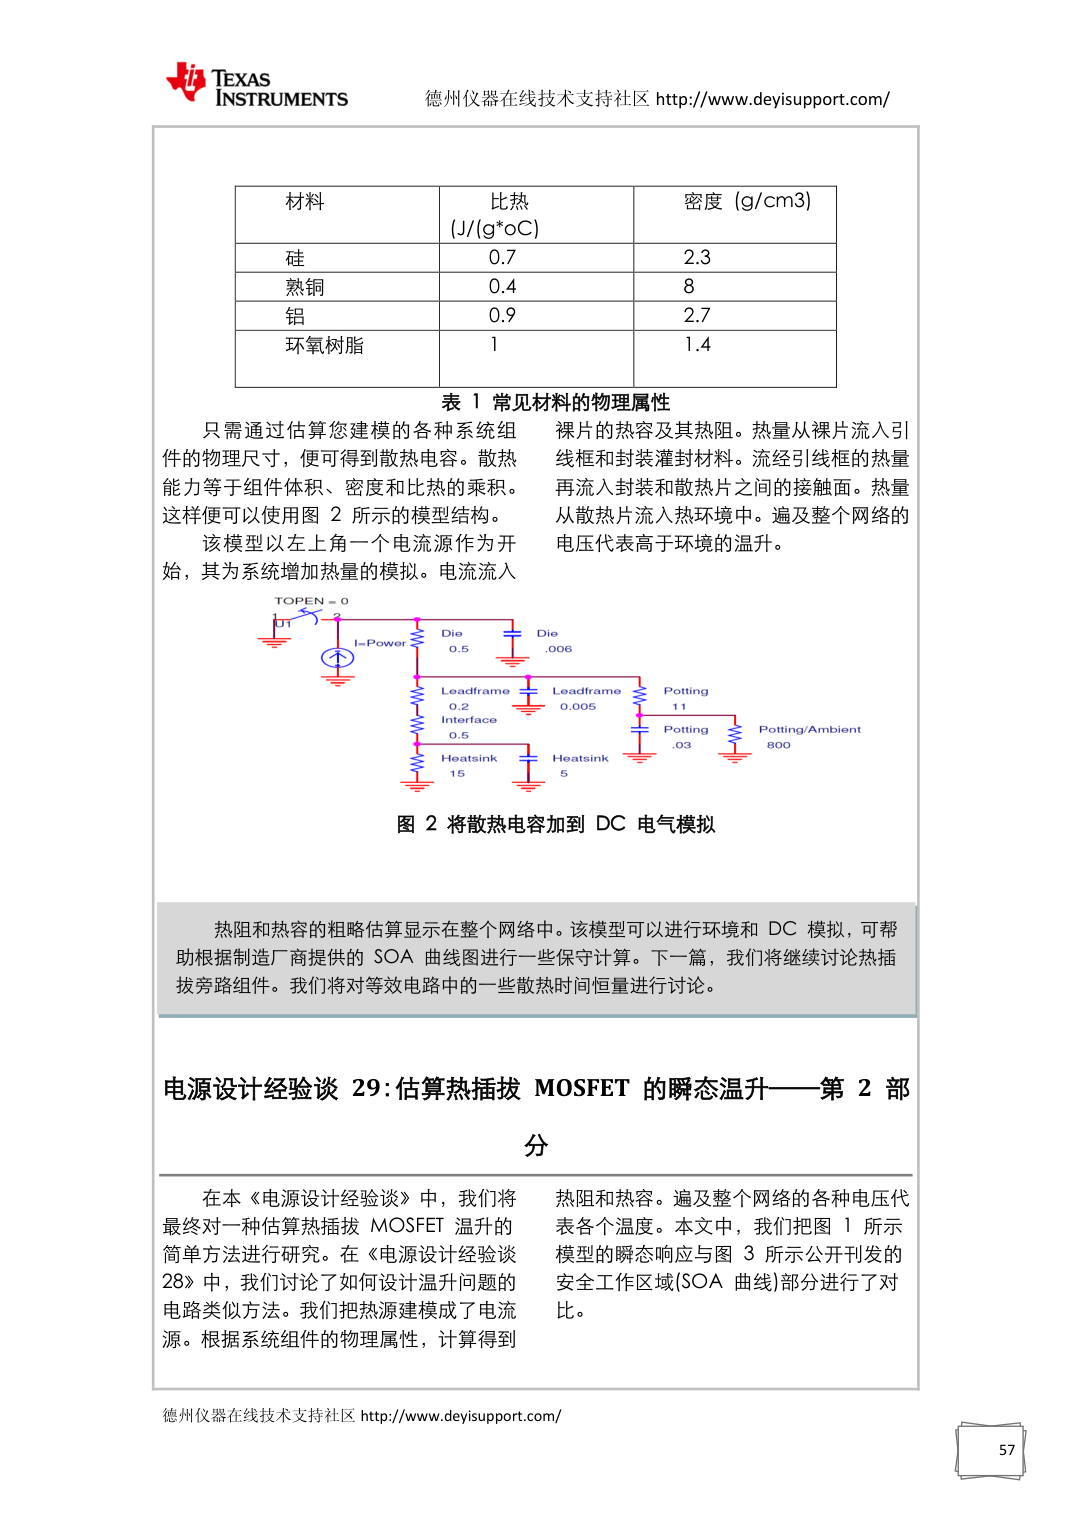 TEXAS
INSTRUMENTS
德州仪器在线技术支持社区 http://www.deyisupport.com/
材料 比热 (J/(g*oC) 密度 (g/cm3)
硅 0.7 2.3
熟铜 0.4 8
铝 0.9 2.7
环氧树脂 1 1.4
表 1 常见材料的物理属性
只需通过估算您建模的各种系统组
件的物理尺寸，便可得到散热电容。散热
能力等于组件体积、密度和比热的乘积。
这样便可以使用图 2 所示的模型结构。
该模型以左上角一个电流源作为开
始，其为系统增加热量的模拟。电流流入
裸片的热容及其热阻。热量从裸片流入引
线框和封装灌封材料。流经引线框的热量
再流入封装和散热片之间的接触面。热量
从散热片流入热环境中。遍及整个网络的
电压代表高于环境的温升。
TOPEN = 0
1 2
U1
I=Power
Die
0.5
Die
.006
Leadframe
0.2
Leadframe
0.005
Potting
11
Interface
0.5
Potting
.03
Potting/Ambient
800
Heatsink
15
Heatsink
5
图 2 将散热电容加到 DC 电气模拟
热阻和热容的粗略估算显示在整个网络中。该模型可以进行环境和 DC 模拟，可帮
助根据制造厂商提供的 SOA 曲线图进行一些保守计算。下一篇，我们将继续讨论热插
拔旁路组件。我们将对等效电路中的一些散热时间恒量进行讨论。
电源设计经验谈 29:估算热插拔 MOSFET 的瞬态温升——第 2 部
分
在本《电源设计经验谈》中，我们将
最终对一种估算热插拔 MOSFET 温升的
简单方法进行研究。在《电源设计经验谈
28》中，我们讨论了如何设计温升问题的
电路类似方法。我们把热源建模成了电流
源。根据系统组件的物理属性，计算得到
热阻和热容。遍及整个网络的各种电压代
表各个温度。本文中，我们把图 1 所示
模型的瞬态响应与图 3 所示公开刊发的
安全工作区域(SOA 曲线)部分进行了对
比。
德州仪器在线技术支持社区 http://www.deyisupport.com/
57